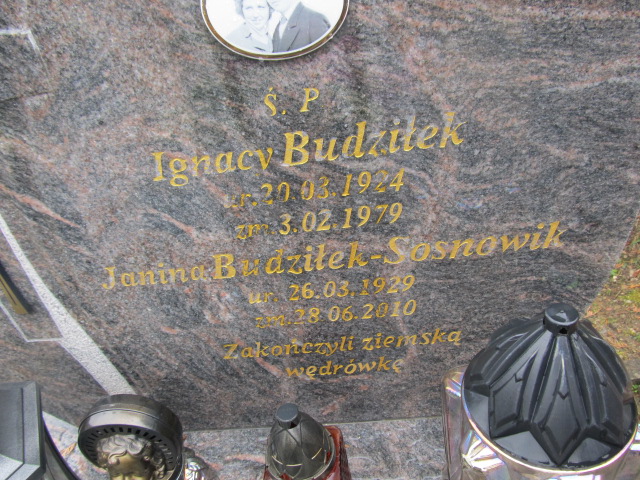 Ś. P
Ignacy Budziłek
ur. 20.03.1924
zm. 3.02.1979
Janina Budziłek-Sosnowik
ur. 26.03.1929
zm. 28.06.2010
Zakończyli ziemską
wędrówkę